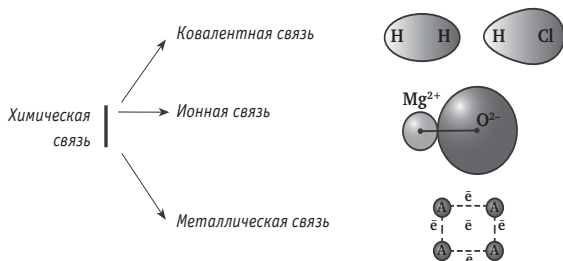 Ковалентная связь
H H
H Cl
Химическая
связь
Ионная связь
Mg²⁺
O²⁻
Металлическая связь
A ē A
ē ē ē
A ē A